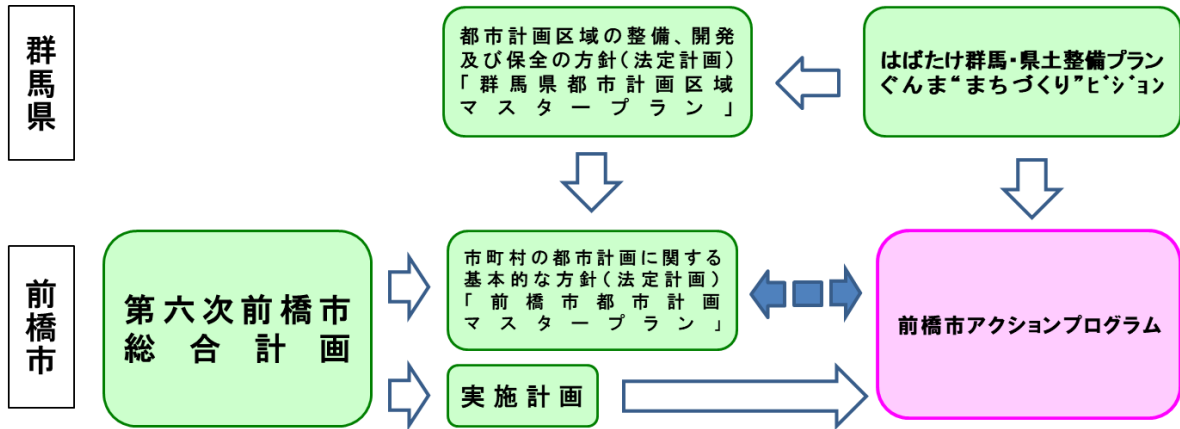 群馬県
都市計画区域の整備、開発
及び保全の方針(法定計画)
「群馬県都市計画区域
マスタープラン」
はばたけ群馬・県土整備プラン
ぐんま“まちづくり”ビジョン
前橋市
第六次前橋市
総合計画
市町村の都市計画に関する
基本的な方針(法定計画)
「前橋市都市計画
マスタープラン」
実施計画
前橋市アクションプログラム